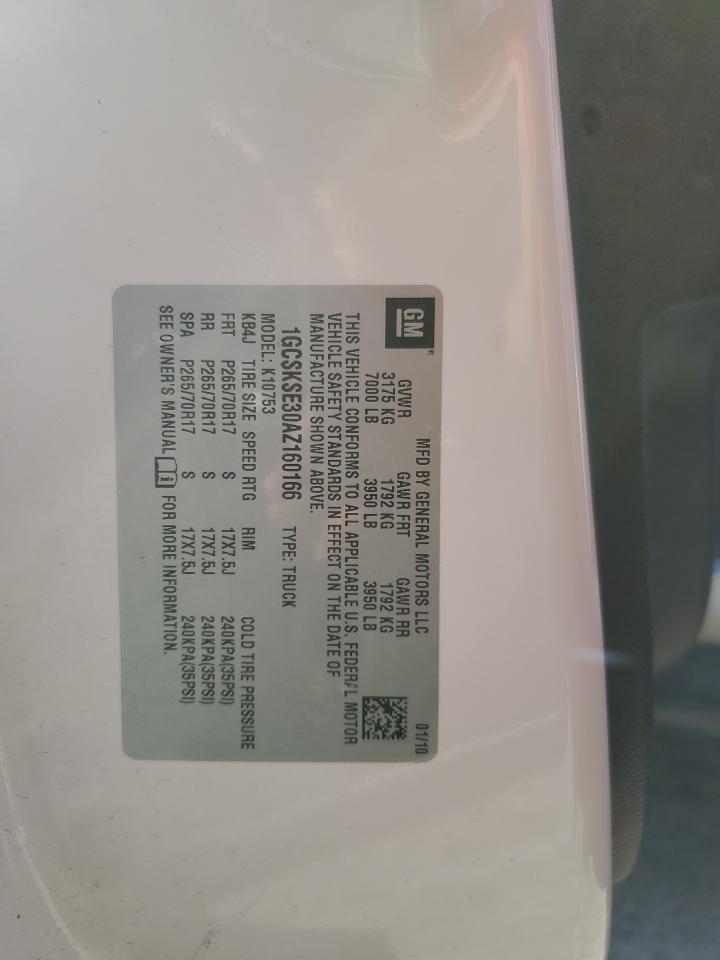 GM
®
MFD BY GENERAL MOTORS LLC 01/10
GVWR GAWR FRT GAWR RR
3175 KG 1792 KG 1792 KG
7000 LB 3950 LB 3950 LB
THIS VEHICLE CONFORMS TO ALL APPLICABLE U.S. FEDERAL MOTOR
VEHICLE SAFETY STANDARDS IN EFFECT ON THE DATE OF
MANUFACTURE SHOWN ABOVE.
1GCSKSE30AZ160166 TYPE: TRUCK
MODEL: K10753
KB4J TIRE SIZE SPEED RTG RIM COLD TIRE PRESSURE
FRT P265/70R17 S 17X7.5J 240KPA(35PSI)
RR P265/70R17 S 17X7.5J 240KPA(35PSI)
SPA P265/70R17 S 17X7.5J 240KPA(35PSI)
SEE OWNER'S MANUAL FOR MORE INFORMATION.